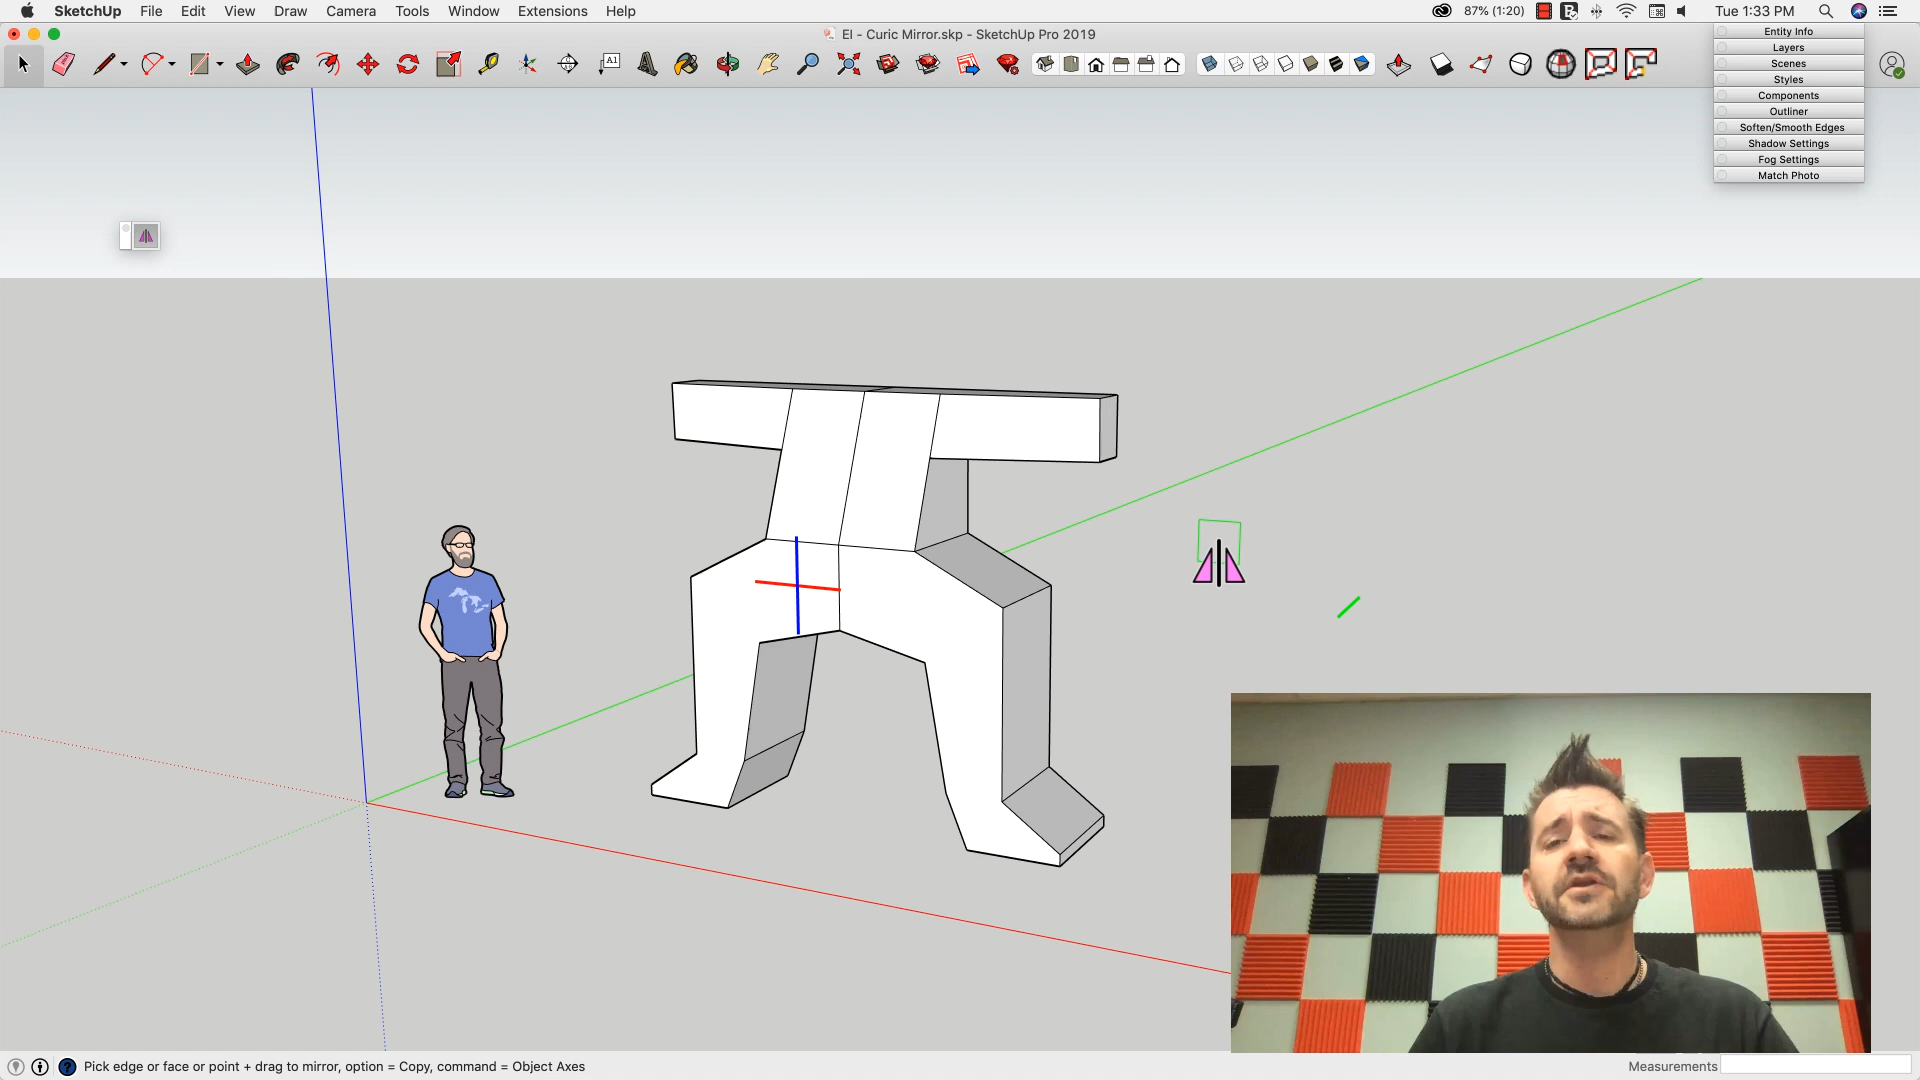 SketchUp File Edit View Draw Camera Tools Window Extensions Help 87% (1:20) Tue 1:33 PM
EI - Curic Mirror.skp - SketchUp Pro 2019
A1
Entity Info
Layers
Scenes
Styles
Components
Outliner
Soften/Smooth Edges
Shadow Settings
Fog Settings
Match Photo
Pick edge or face or point + drag to mirror, option = Copy, command = Object Axes
Measurements